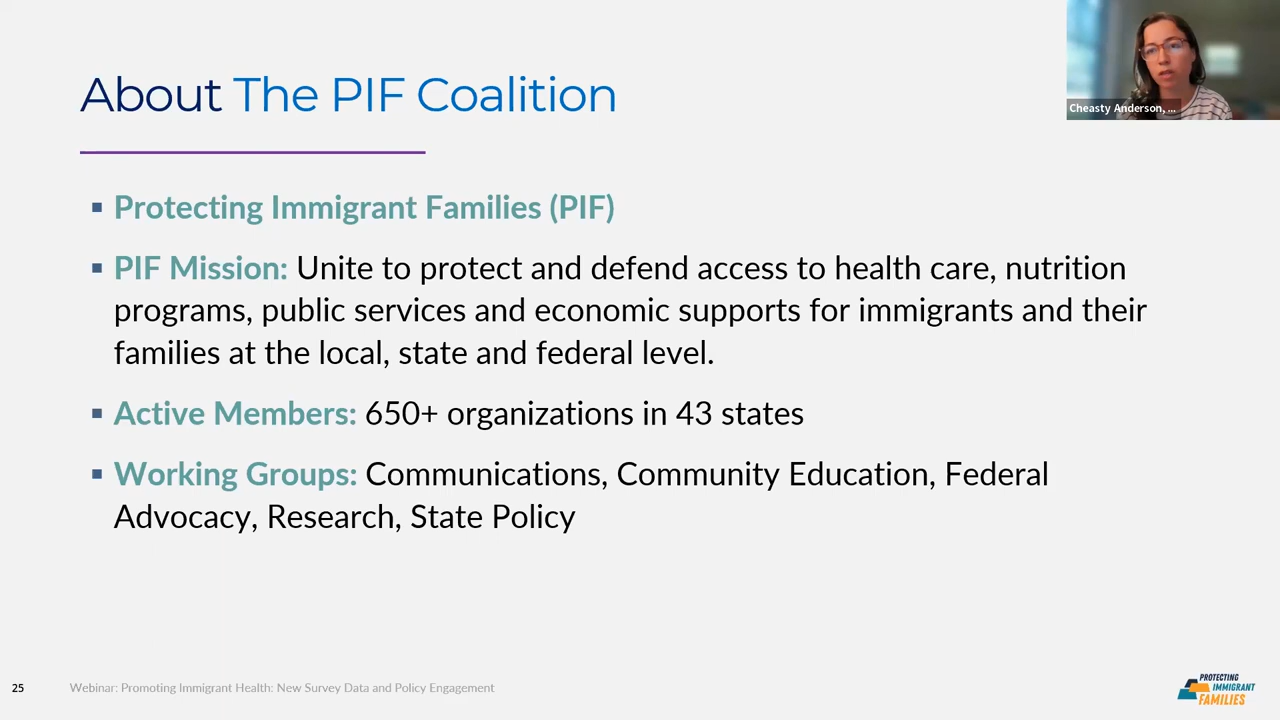 About The PIF Coalition
Cheasty Anderson, ...
▪ Protecting Immigrant Families (PIF)
▪ PIF Mission: Unite to protect and defend access to health care, nutrition
programs, public services and economic supports for immigrants and their
families at the local, state and federal level.
▪ Active Members: 650+ organizations in 43 states
▪ Working Groups: Communications, Community Education, Federal
Advocacy, Research, State Policy
25
Webinar: Promoting Immigrant Health: New Survey Data and Policy Engagement
PROTECTING
IMMIGRANT
FAMILIES